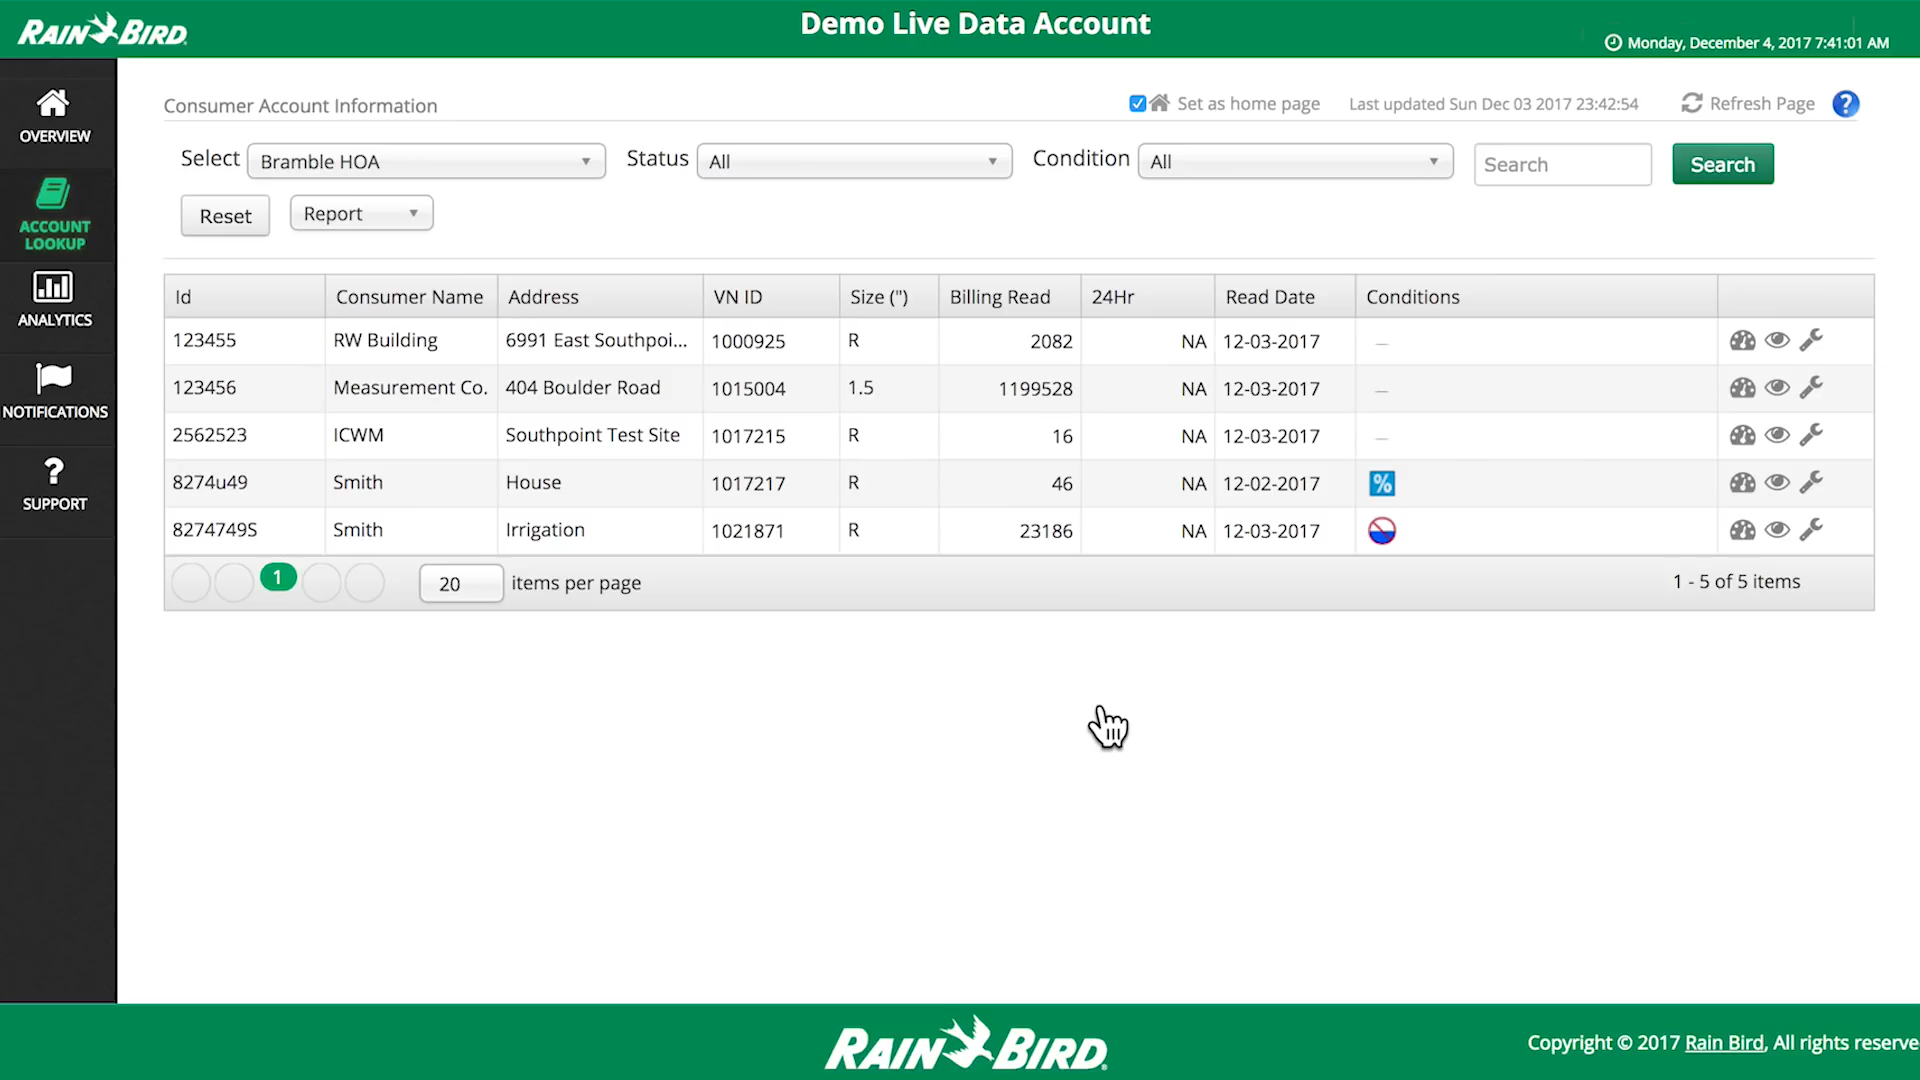 RAIN BIRD
Demo Live Data Account
Monday, December 4, 2017 7:41:01 AM
OVERVIEW
ACCOUNT
LOOKUP
ANALYTICS
NOTIFICATIONS
?
SUPPORT
Consumer Account Information
Set as home page Last updated Sun Dec 03 2017 23:42:54 Refresh Page ?
Select Bramble HOA Status All Condition All Search Search
Reset Report
Id Consumer Name Address VN ID Size (") Billing Read 24Hr Read Date Conditions
123455 RW Building 6991 East Southpoi... 1000925 R 2082 NA 12-03-2017 —
123456 Measurement Co. 404 Boulder Road 1015004 1.5 1199528 NA 12-03-2017 —
2562523 ICWM Southpoint Test Site 1017215 R 16 NA 12-03-2017 —
8274u49 Smith House 1017217 R 46 NA 12-02-2017 %
8274749S Smith Irrigation 1021871 R 23186 NA 12-03-2017
1 20 items per page 1 - 5 of 5 items
RAIN BIRD®
Copyright © 2017 Rain Bird, All rights reserve